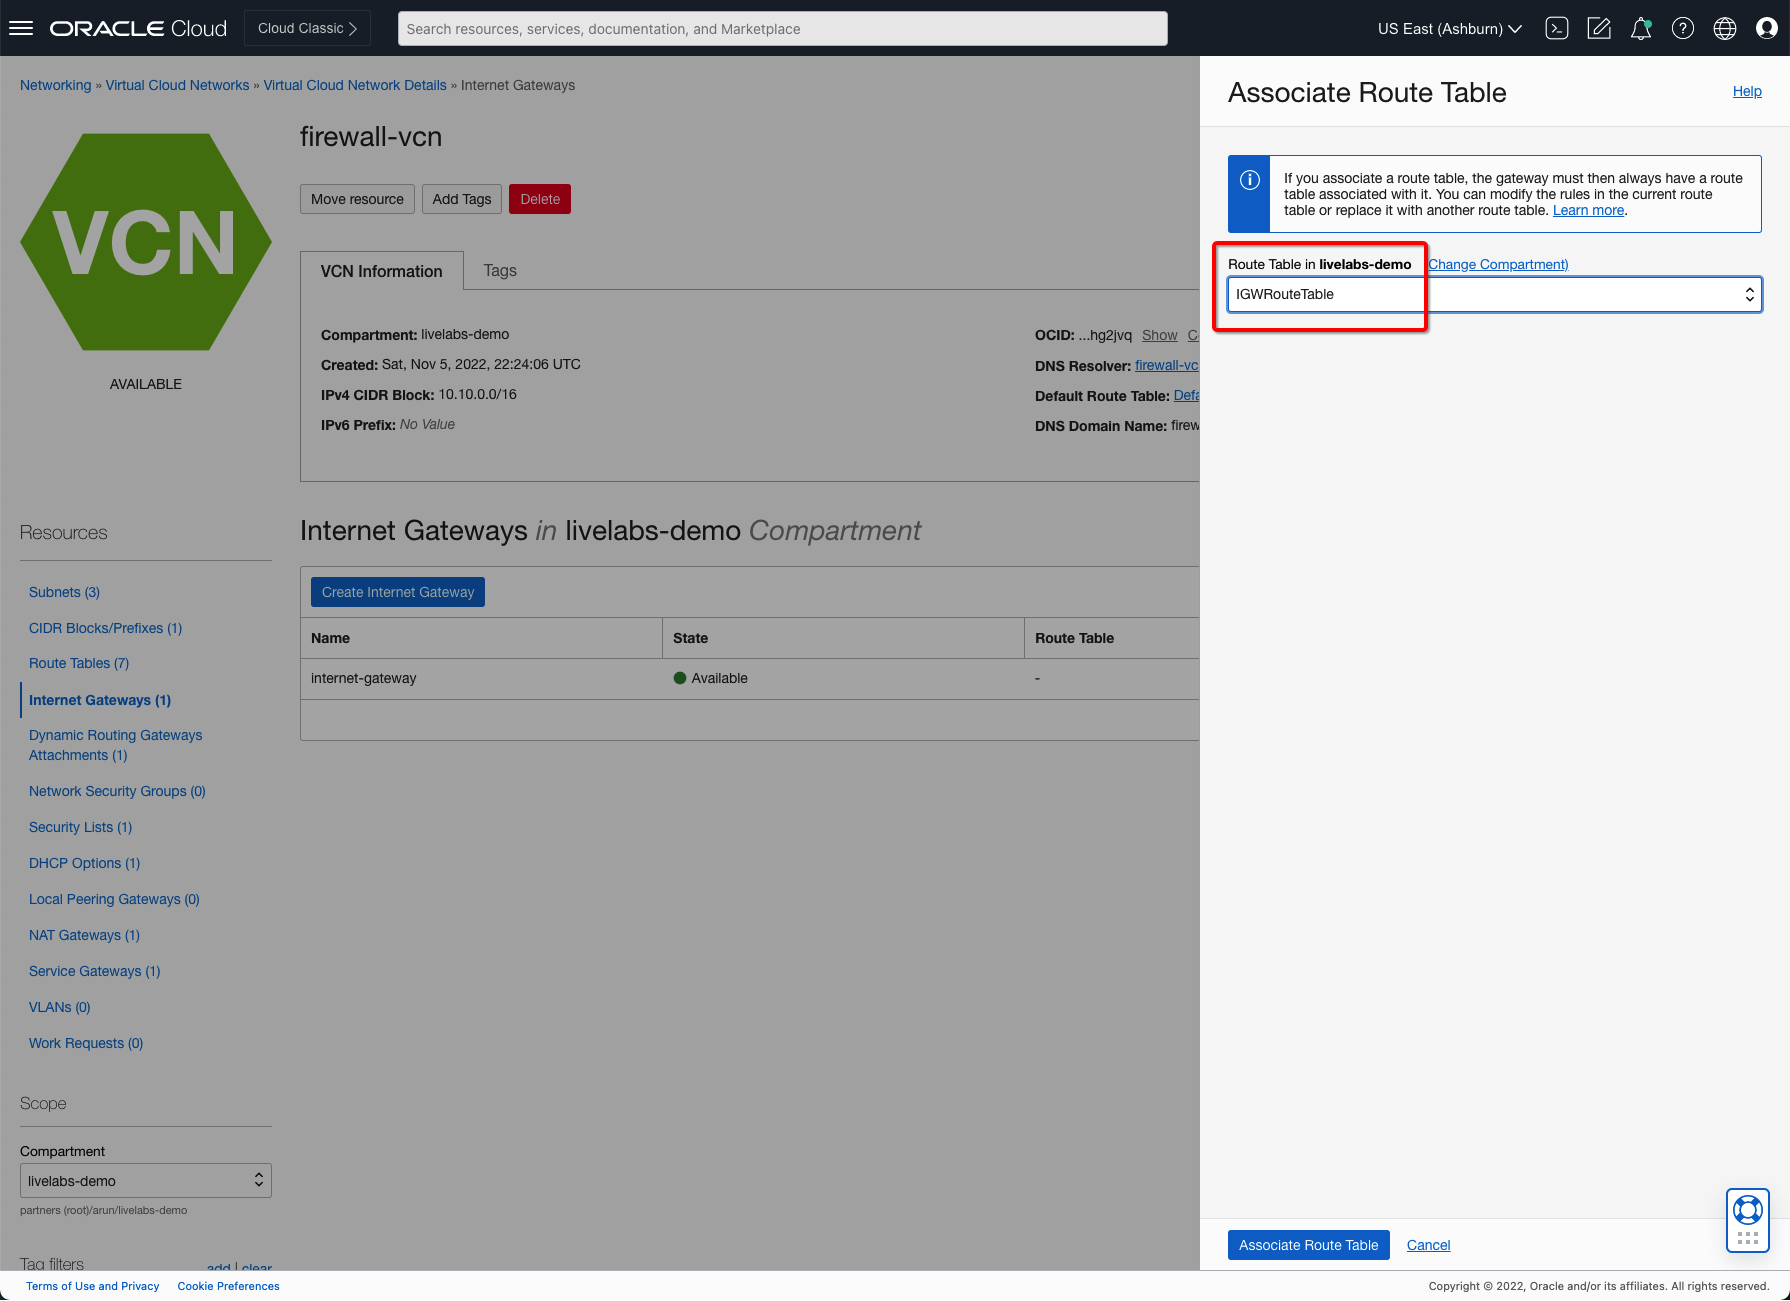 ORACLE Cloud
Cloud Classic
Search resources, services, documentation, and Marketplace
US East (Ashburn)
Networking » Virtual Cloud Networks » Virtual Cloud Network Details » Internet Gateways
VCN
AVAILABLE
firewall-vcn
Move resource
Add Tags
Delete
VCN Information
Tags
Compartment: livelabs-demo
Created: Sat, Nov 5, 2022, 22:24:06 UTC
IPv4 CIDR Block: 10.10.0.0/16
IPv6 Prefix: No Value
OCID: ...hg2jvq Show C
DNS Resolver: firewall-vc
Default Route Table: Defa
DNS Domain Name: firew
Resources
Subnets (3)
CIDR Blocks/Prefixes (1)
Route Tables (7)
Internet Gateways (1)
Dynamic Routing Gateways
Attachments (1)
Network Security Groups (0)
Security Lists (1)
DHCP Options (1)
Local Peering Gateways (0)
NAT Gateways (1)
Service Gateways (1)
VLANs (0)
Work Requests (0)
Scope
Compartment
livelabs-demo
partners (root)/arun/livelabs-demo
Tag filters
add | clear
Internet Gateways in livelabs-demo Compartment
Create Internet Gateway
Name State Route Table
internet-gateway Available -
Associate Route Table
Help
If you associate a route table, the gateway must then always have a route
table associated with it. You can modify the rules in the current route
table or replace it with another route table. Learn more.
Route Table in livelabs-demo Change Compartment)
IGWRouteTable
Associate Route Table
Cancel
Terms of Use and Privacy
Cookie Preferences
Copyright © 2022, Oracle and/or its affiliates. All rights reserved.